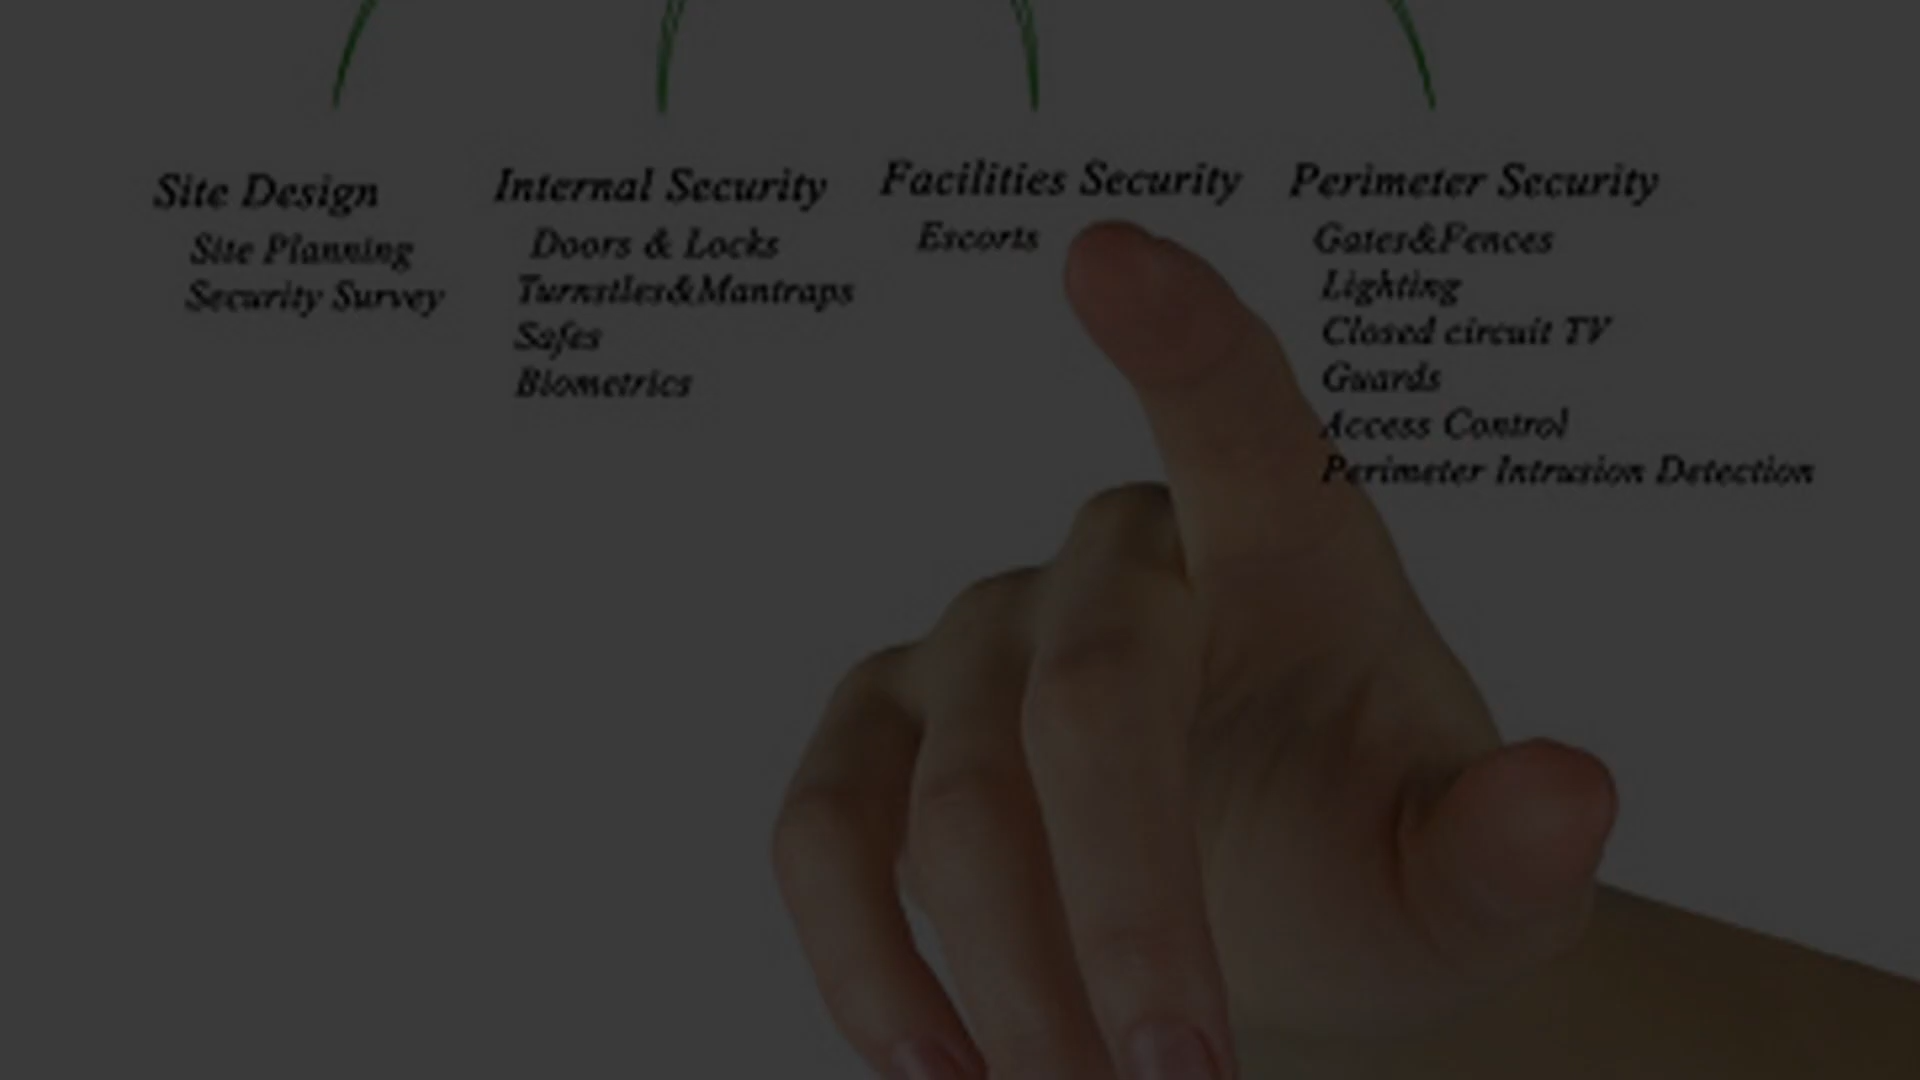 Site Design
Site Planning
Security Survey
Internal Security
Doors & Locks
Turnstiles&Mantraps
Safes
Biometrics
Facilities Security
Escorts
Perimeter Security
Gates&Fences
Lighting
Closed circuit TV
Guards
Access Control
Perimeter Intrusion Detection